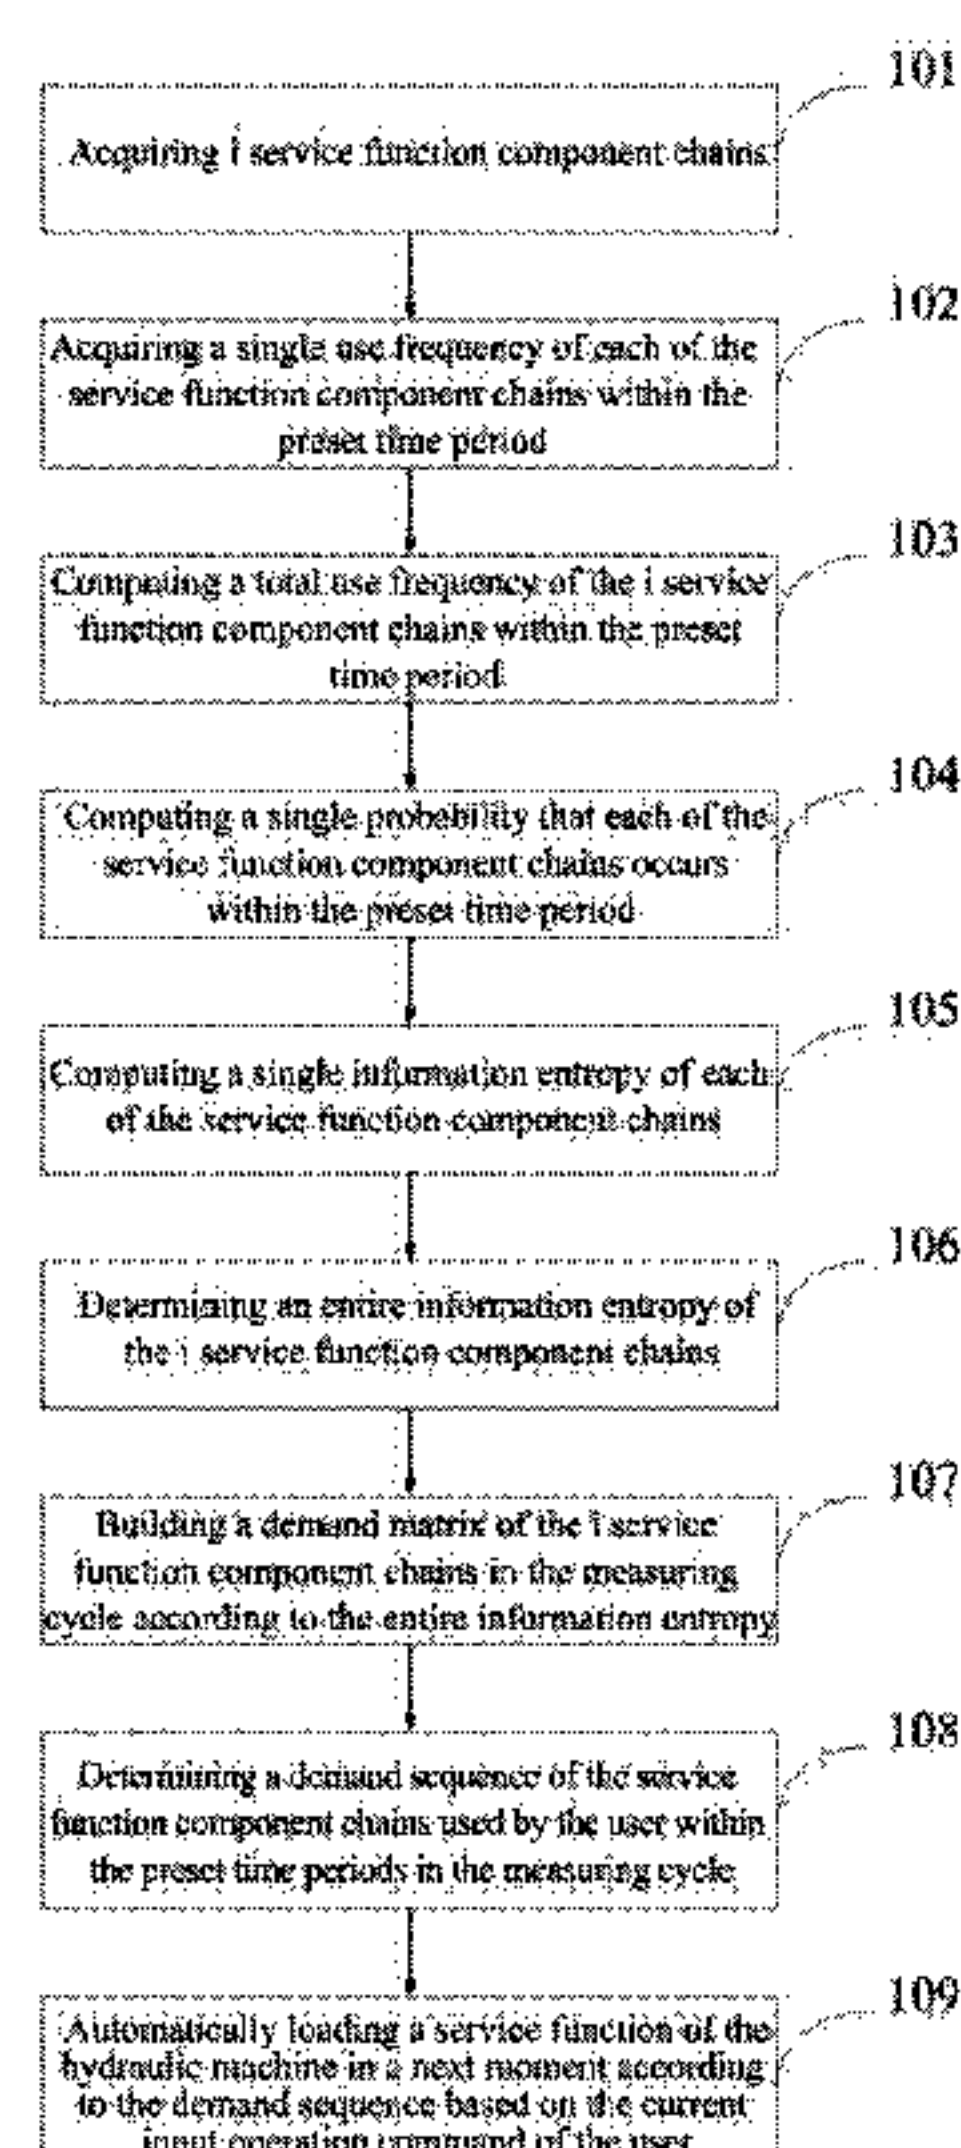 101
Acquiring i service function component chains
102
Acquiring a single use frequency of each of the
service function component chains within the
preset time period
103
Computing a total use frequency of the i service
function component chains within the preset
time period
104
Computing a single probability that each of the
service function component chains occurs
within the preset time period
105
Computing a single information entropy of each
of the service function component chains
106
Determining an entire information entropy of
the i service function component chains
107
Building a demand matrix of the i service
function component chains in the measuring
cycle according to the entire information entropy
108
Determining a demand sequence of the service
function component chains used by the user within
the preset time periods in the measuring cycle
109
Automatically loading a service function of the
hydraulic machine in a next moment according
to the demand sequence based on the current
input operation command of the user